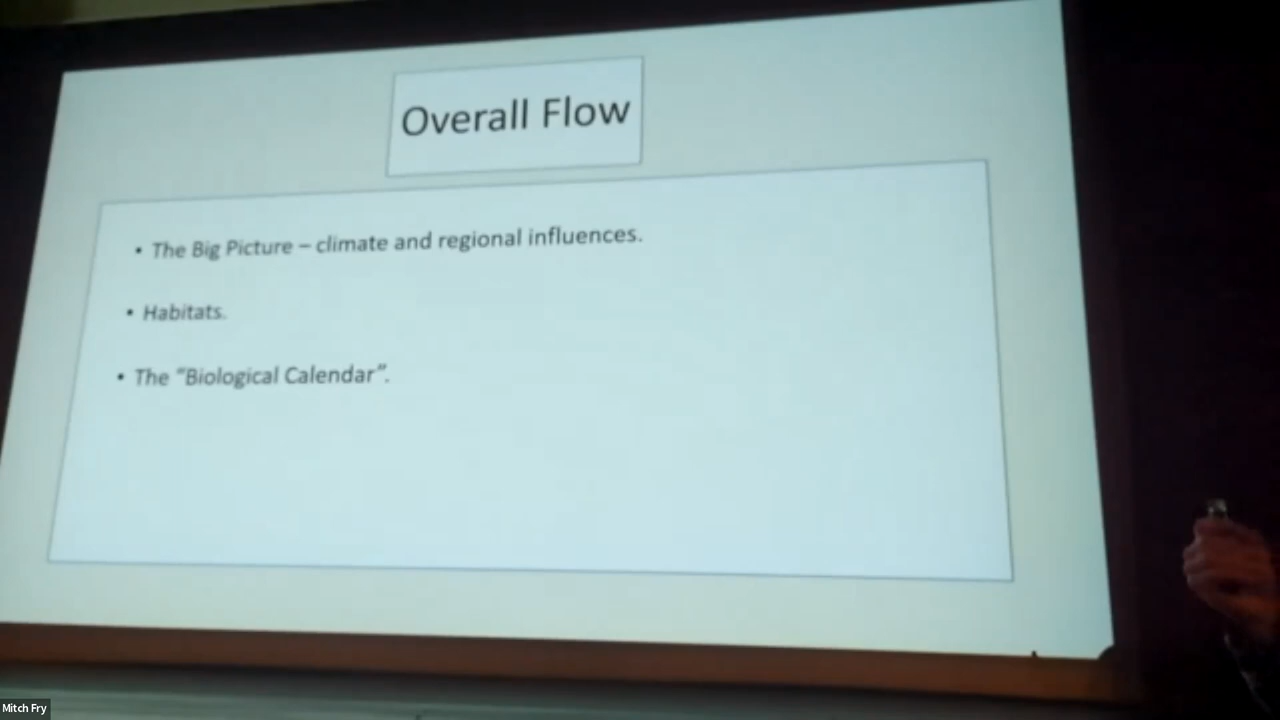 Overall Flow
• The Big Picture – climate and regional influences.
• Habitats.
• The “Biological Calendar”.
Mitch Fry